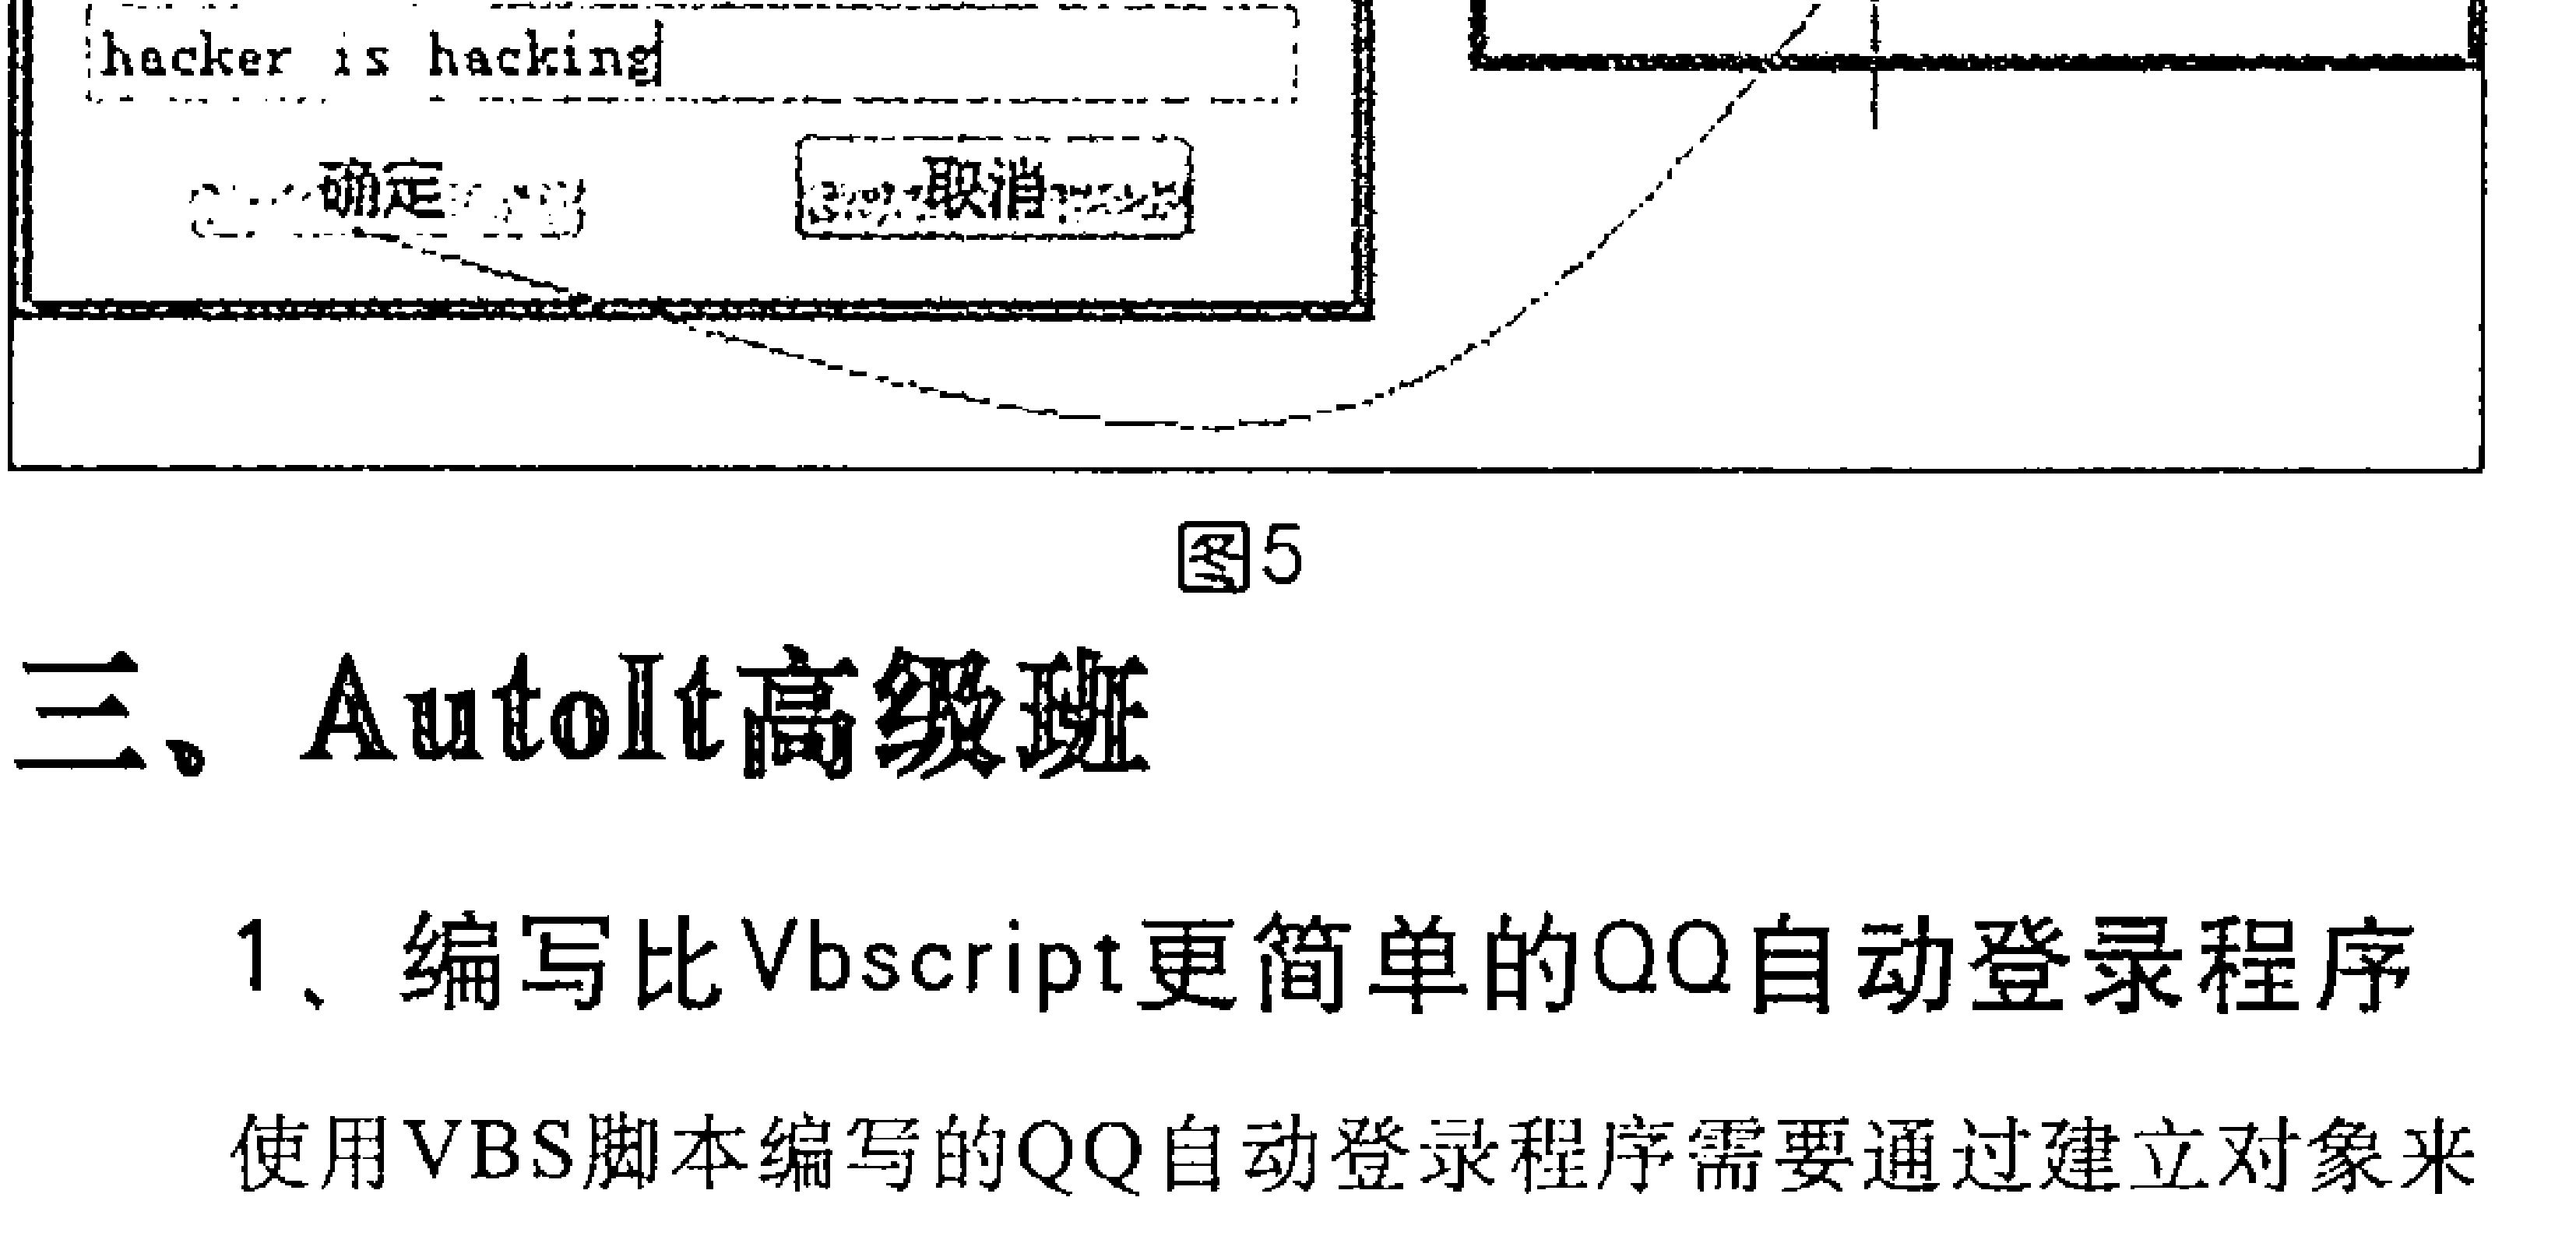 hacker is hacking
确定 取消
图5
三、AutoIt高级班
1、编写比Vbscript更简单的QQ自动登录程序
使用VBS脚本编写的QQ自动登录程序需要通过建立对象来